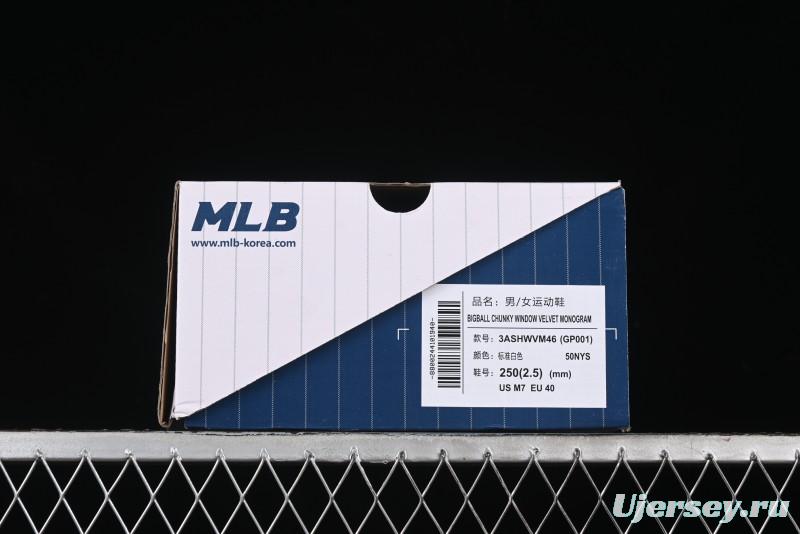 MLB
www.mlb-korea.com
品名：男/女运动鞋
BIGBALL CHUNKY WINDOW VELVET MONOGRAM
款号：3ASHWVM46 (GP001)
颜色：标准白色 50NYS
鞋号：250(2.5) (mm)
US M7 EU 40
-8800244101940-
Ujersey.ru